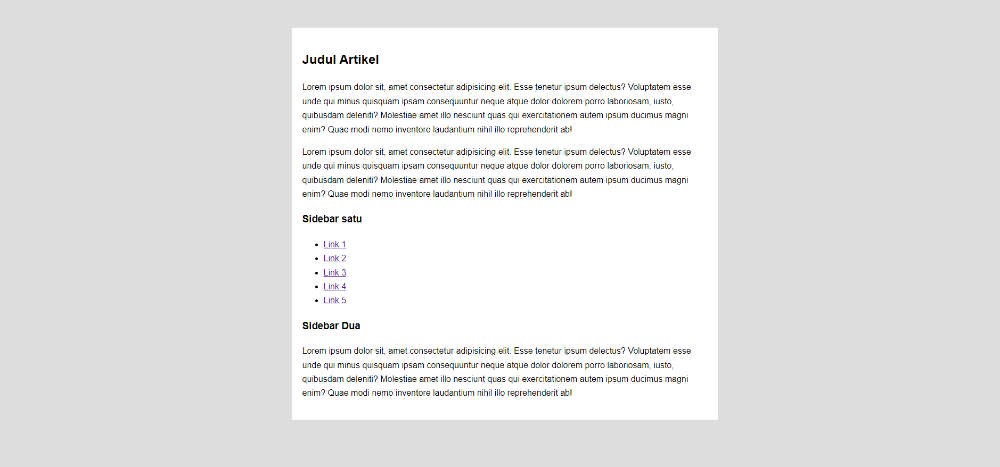 Judul Artikel
Lorem ipsum dolor sit, amet consectetur adipisicing elit. Esse tenetur ipsum delectus? Voluptatem esse
unde qui minus quisquam ipsam consequuntur neque atque dolor dolorem porro laboriosam, iusto,
quibusdam deleniti? Molestiae amet illo nesciunt quas qui exercitationem autem ipsum ducimus magni
enim? Quae modi nemo inventore laudantium nihil illo reprehenderit ab!
Lorem ipsum dolor sit, amet consectetur adipisicing elit. Esse tenetur ipsum delectus? Voluptatem esse
unde qui minus quisquam ipsam consequuntur neque atque dolor dolorem porro laboriosam, iusto,
quibusdam deleniti? Molestiae amet illo nesciunt quas qui exercitationem autem ipsum ducimus magni
enim? Quae modi nemo inventore laudantium nihil illo reprehenderit ab!
Sidebar satu
• Link 1
• Link 2
• Link 3
• Link 4
• Link 5
Sidebar Dua
Lorem ipsum dolor sit, amet consectetur adipisicing elit. Esse tenetur ipsum delectus? Voluptatem esse
unde qui minus quisquam ipsam consequuntur neque atque dolor dolorem porro laboriosam, iusto,
quibusdam deleniti? Molestiae amet illo nesciunt quas qui exercitationem autem ipsum ducimus magni
enim? Quae modi nemo inventore laudantium nihil illo reprehenderit ab!